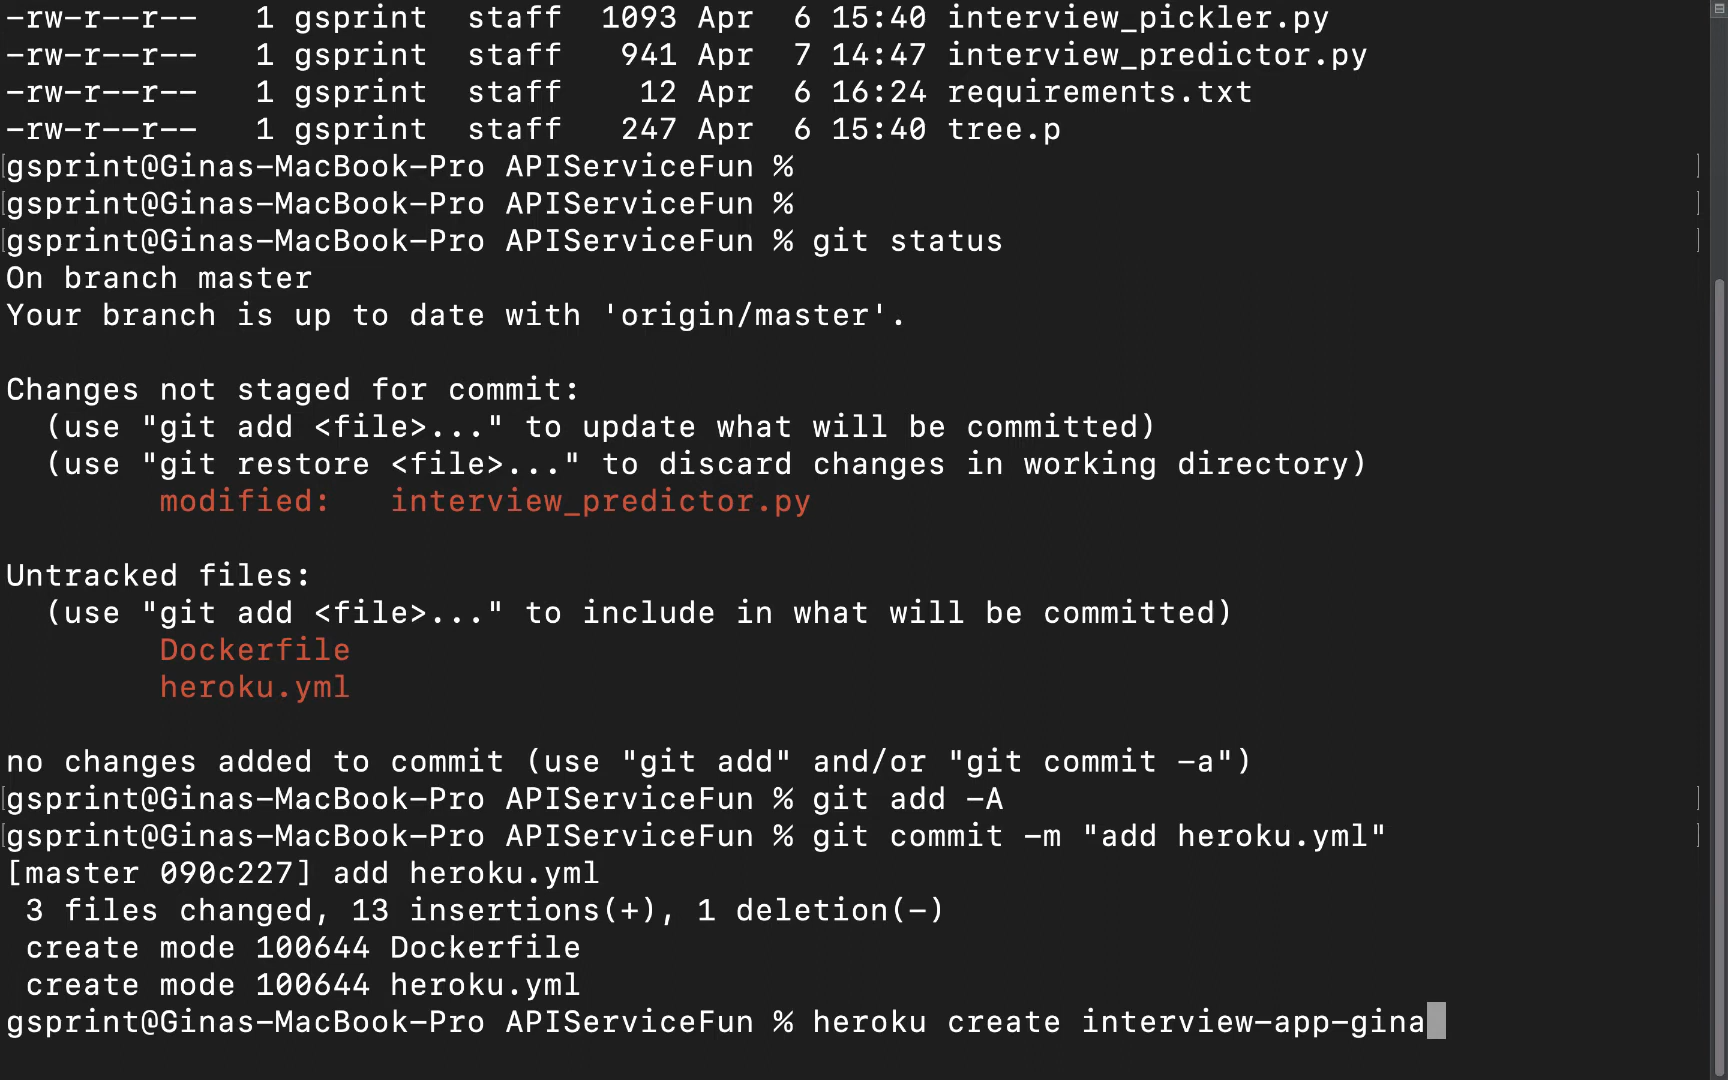 -rw-r--r--   1 gsprint  staff  1093 Apr  6 15:40 interview_pickler.py
-rw-r--r--   1 gsprint  staff   941 Apr  7 14:47 interview_predictor.py
-rw-r--r--   1 gsprint  staff    12 Apr  6 16:24 requirements.txt
-rw-r--r--   1 gsprint  staff   247 Apr  6 15:40 tree.p
[gsprint@Ginas-MacBook-Pro APIServiceFun %                                               ]
[gsprint@Ginas-MacBook-Pro APIServiceFun %                                               ]
[gsprint@Ginas-MacBook-Pro APIServiceFun % git status                                    ]
On branch master
Your branch is up to date with 'origin/master'.
Changes not staged for commit:
  (use "git add <file>..." to update what will be committed)
  (use "git restore <file>..." to discard changes in working directory)
        modified:   interview_predictor.py
Untracked files:
  (use "git add <file>..." to include in what will be committed)
        Dockerfile
        heroku.yml
no changes added to commit (use "git add" and/or "git commit -a")
[gsprint@Ginas-MacBook-Pro APIServiceFun % git add -A                                    ]
[gsprint@Ginas-MacBook-Pro APIServiceFun % git commit -m "add heroku.yml"                ]
[master 090c227] add heroku.yml
 3 files changed, 13 insertions(+), 1 deletion(-)
 create mode 100644 Dockerfile
 create mode 100644 heroku.yml
gsprint@Ginas-MacBook-Pro APIServiceFun % heroku create interview-app-gina